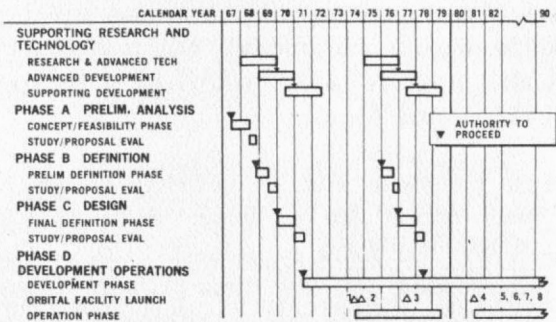 CALENDAR YEAR 67 68 69 70 71 72 73 74 75 76 77 78 79 80 81 82 90
SUPPORTING RESEARCH AND
TECHNOLOGY
RESEARCH & ADVANCED TECH
ADVANCED DEVELOPMENT
SUPPORTING DEVELOPMENT
PHASE A PRELIM. ANALYSIS
CONCEPT/FEASIBILITY PHASE
AUTHORITY TO
PROCEED
STUDY/PROPOSAL EVAL
PHASE B DEFINITION
PRELIM DEFINITION PHASE
STUDY/PROPOSAL EVAL
PHASE C DESIGN
FINAL DEFINITION PHASE
STUDY/PROPOSAL EVAL
PHASE D
DEVELOPMENT OPERATIONS
DEVELOPMENT PHASE
ORBITAL FACILITY LAUNCH 1 2 3 4 5, 6, 7, 8
OPERATION PHASE